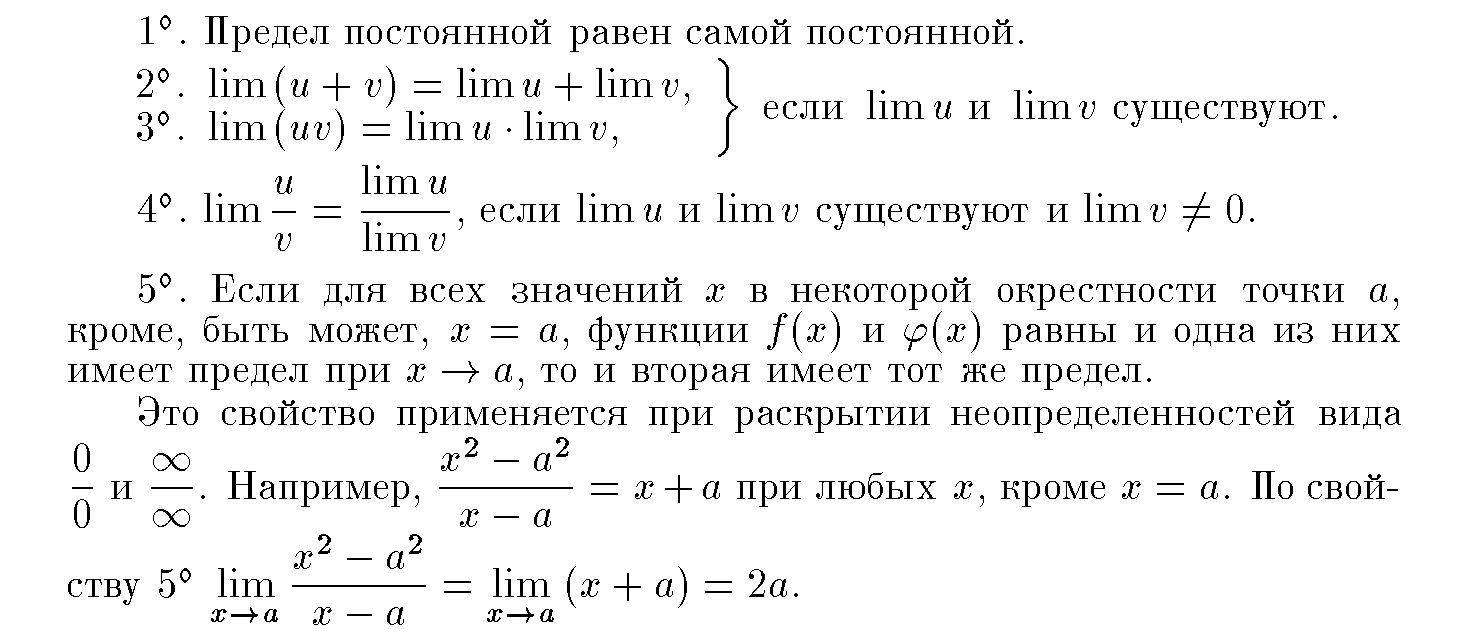 1°. Предел постоянной равен самой постоянной.
2°. lim (u + v) = lim u + lim v,
3°. lim (uv) = lim u · lim v,
} если lim u и lim v существуют.
4°. lim u/v = lim u/lim v, если lim u и lim v существуют и lim v ≠ 0.
5°. Если для всех значений x в некоторой окрестности точки a,
кроме, быть может, x = a, функции f(x) и φ(x) равны и одна из них
имеет предел при x → a, то и вторая имеет тот же предел.
Это свойство применяется при раскрытии неопределенностей вида
0/0 и ∞/∞. Например, (x² − a²)/(x − a) = x + a при любых x, кроме x = a. По свой-
ству 5° lim x→a (x² − a²)/(x − a) = lim x→a (x + a) = 2a.